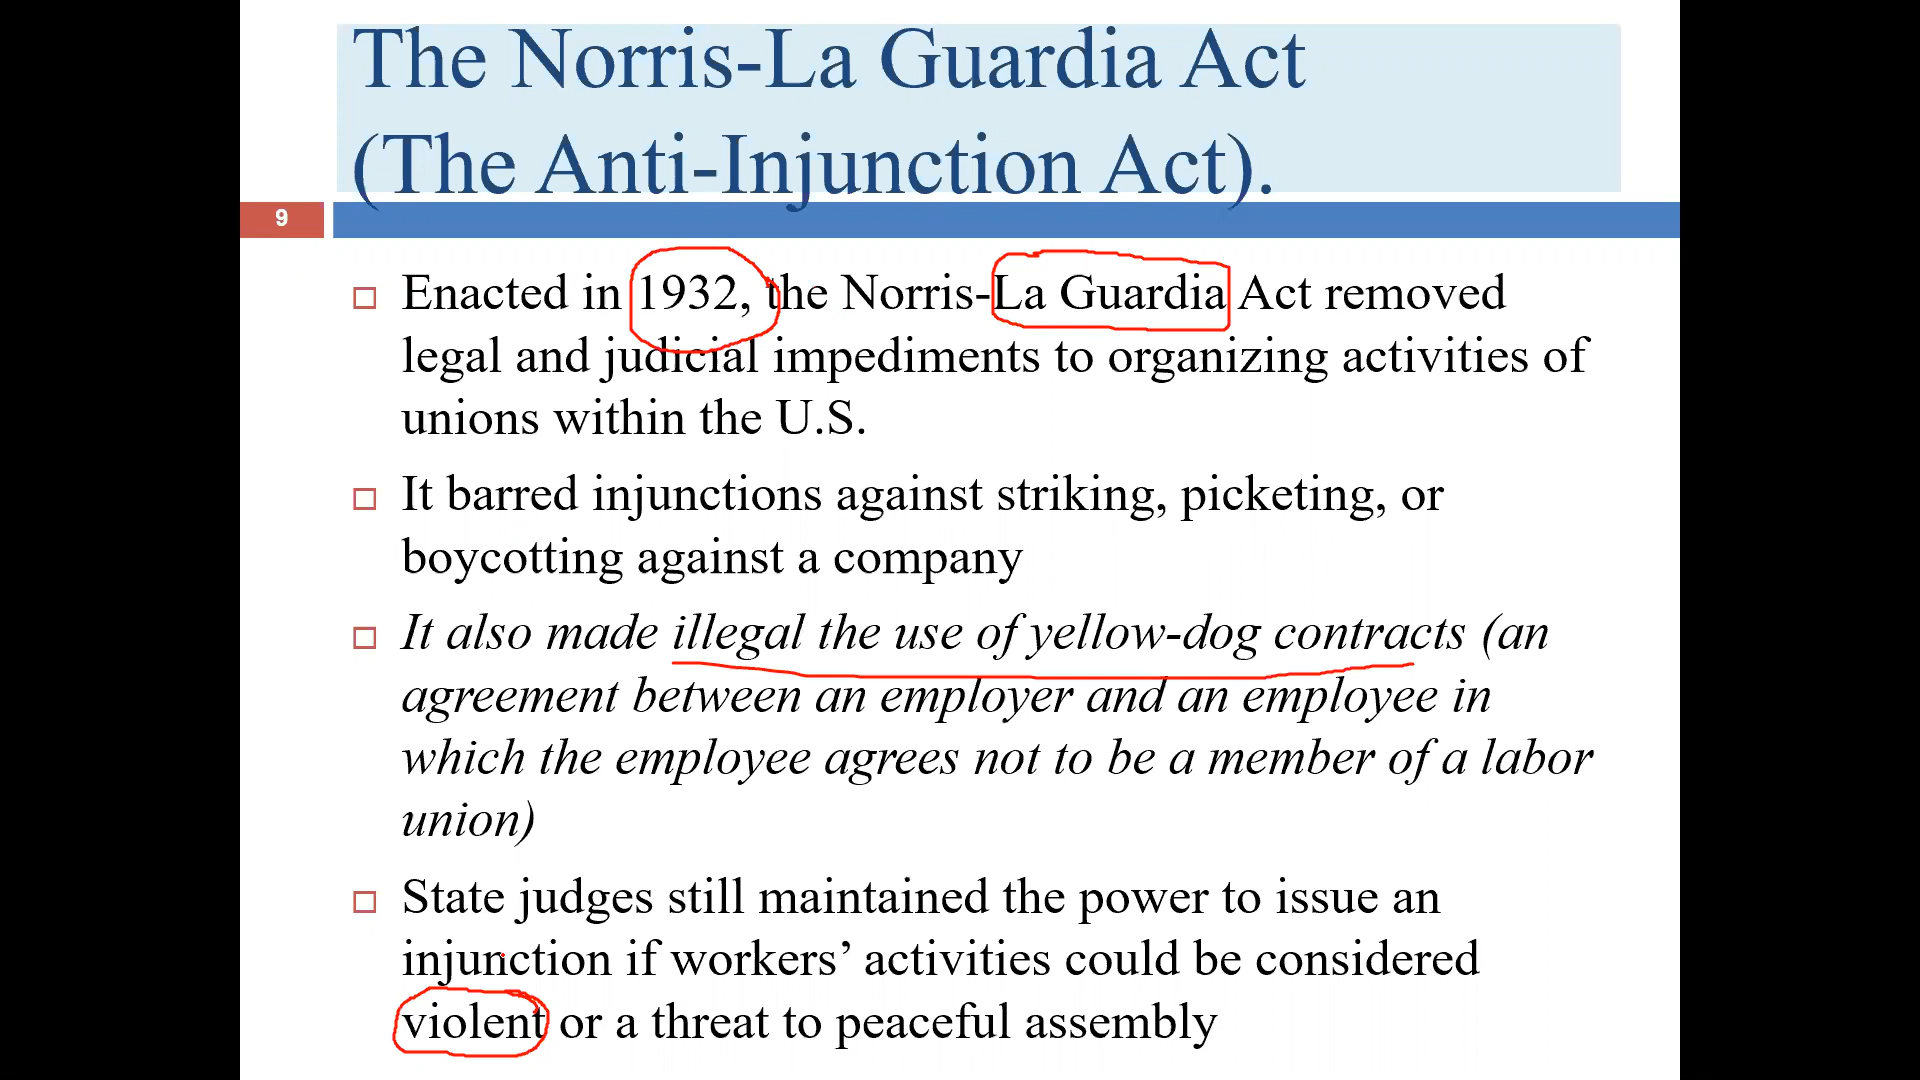 The Norris-La Guardia Act
(The Anti-Injunction Act).
9
Enacted in 1932, the Norris-La Guardia Act removed
legal and judicial impediments to organizing activities of
unions within the U.S.
It barred injunctions against striking, picketing, or
boycotting against a company
It also made illegal the use of yellow-dog contracts (an
agreement between an employer and an employee in
which the employee agrees not to be a member of a labor
union)
State judges still maintained the power to issue an
injunction if workers’ activities could be considered
violent or a threat to peaceful assembly